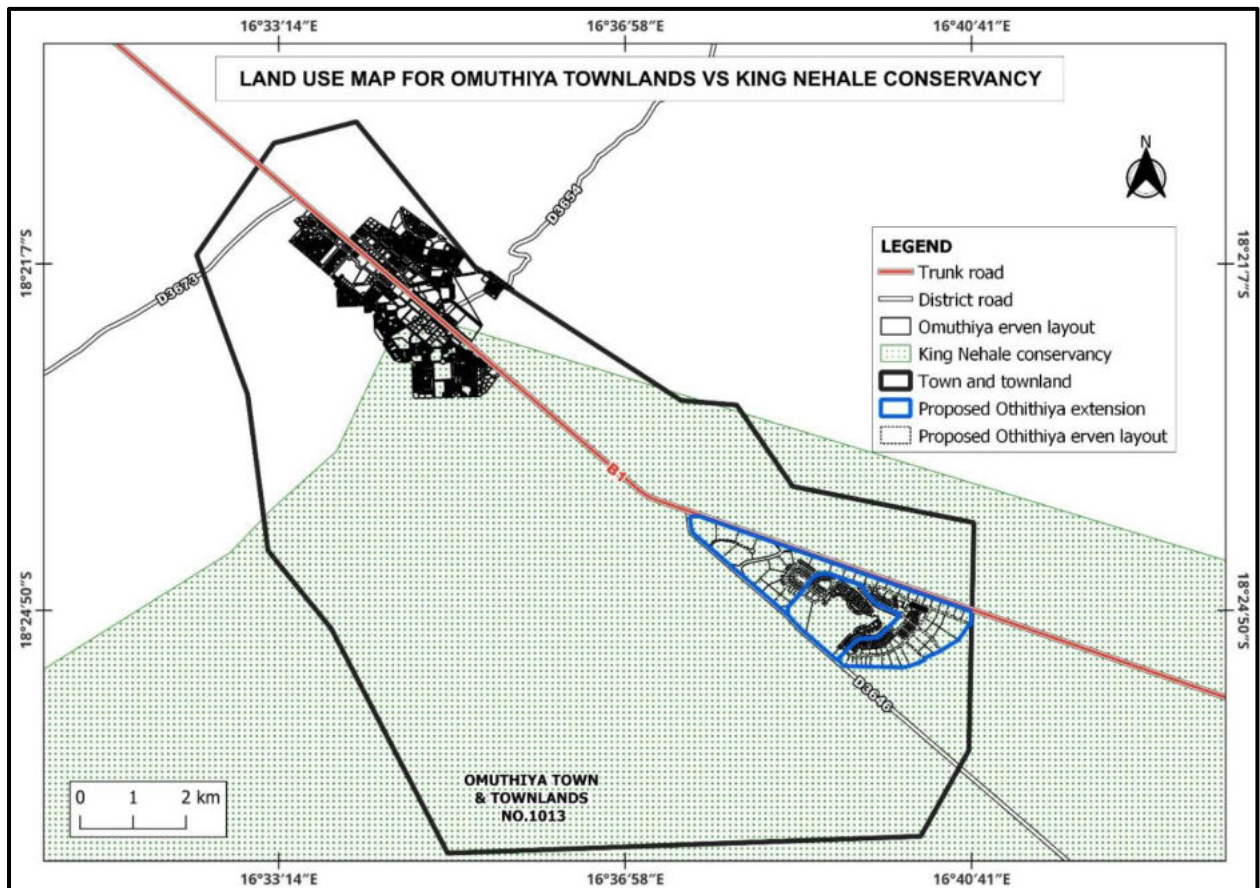 16°33′14″E
16°36′58″E
16°40′41″E
LAND USE MAP FOR OMUTHIYA TOWNLANDS VS KING NEHALE CONSERVANCY
N
D3654
18°21′7″S
18°21′7″S
D3673
LEGEND
Trunk road
District road
Omuthiya erven layout
King Nehale conservancy
Town and townland
Proposed Othithiya extension
Proposed Othithiya erven layout
B1
18°24′50″S
18°24′50″S
D3646
OMUTHIYA TOWN
& TOWNLANDS
NO.1013
0 1 2 km
16°33′14″E
16°36′58″E
16°40′41″E